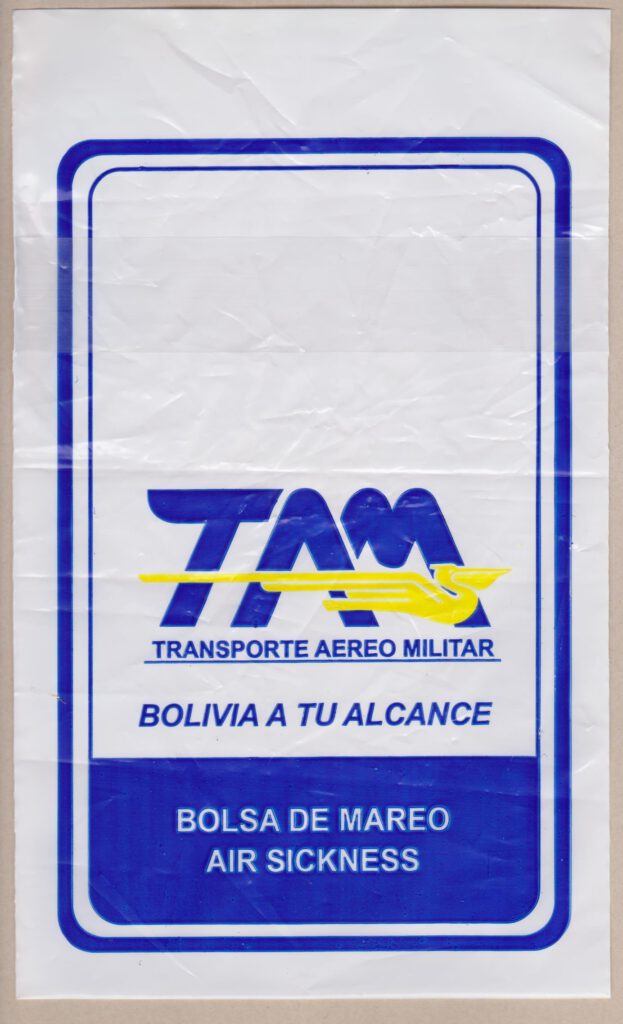 TAM
TRANSPORTE AEREO MILITAR
BOLIVIA A TU ALCANCE
BOLSA DE MAREO
AIR SICKNESS